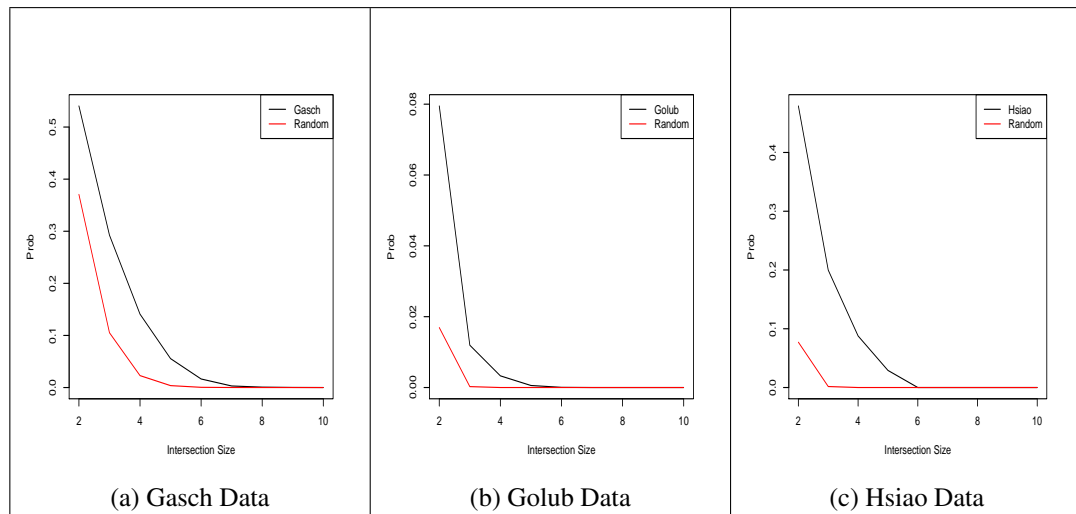 Gasch
Random
Prob
0.0
0.1
0.2
0.3
0.4
0.5
2
4
6
8
10
Intersection Size
(a) Gasch Data
Golub
Random
Prob
0.00
0.02
0.04
0.06
0.08
2
4
6
8
10
Intersection Size
(b) Golub Data
Hsiao
Random
Prob
0.0
0.1
0.2
0.3
0.4
2
4
6
8
10
Intersection Size
(c) Hsiao Data